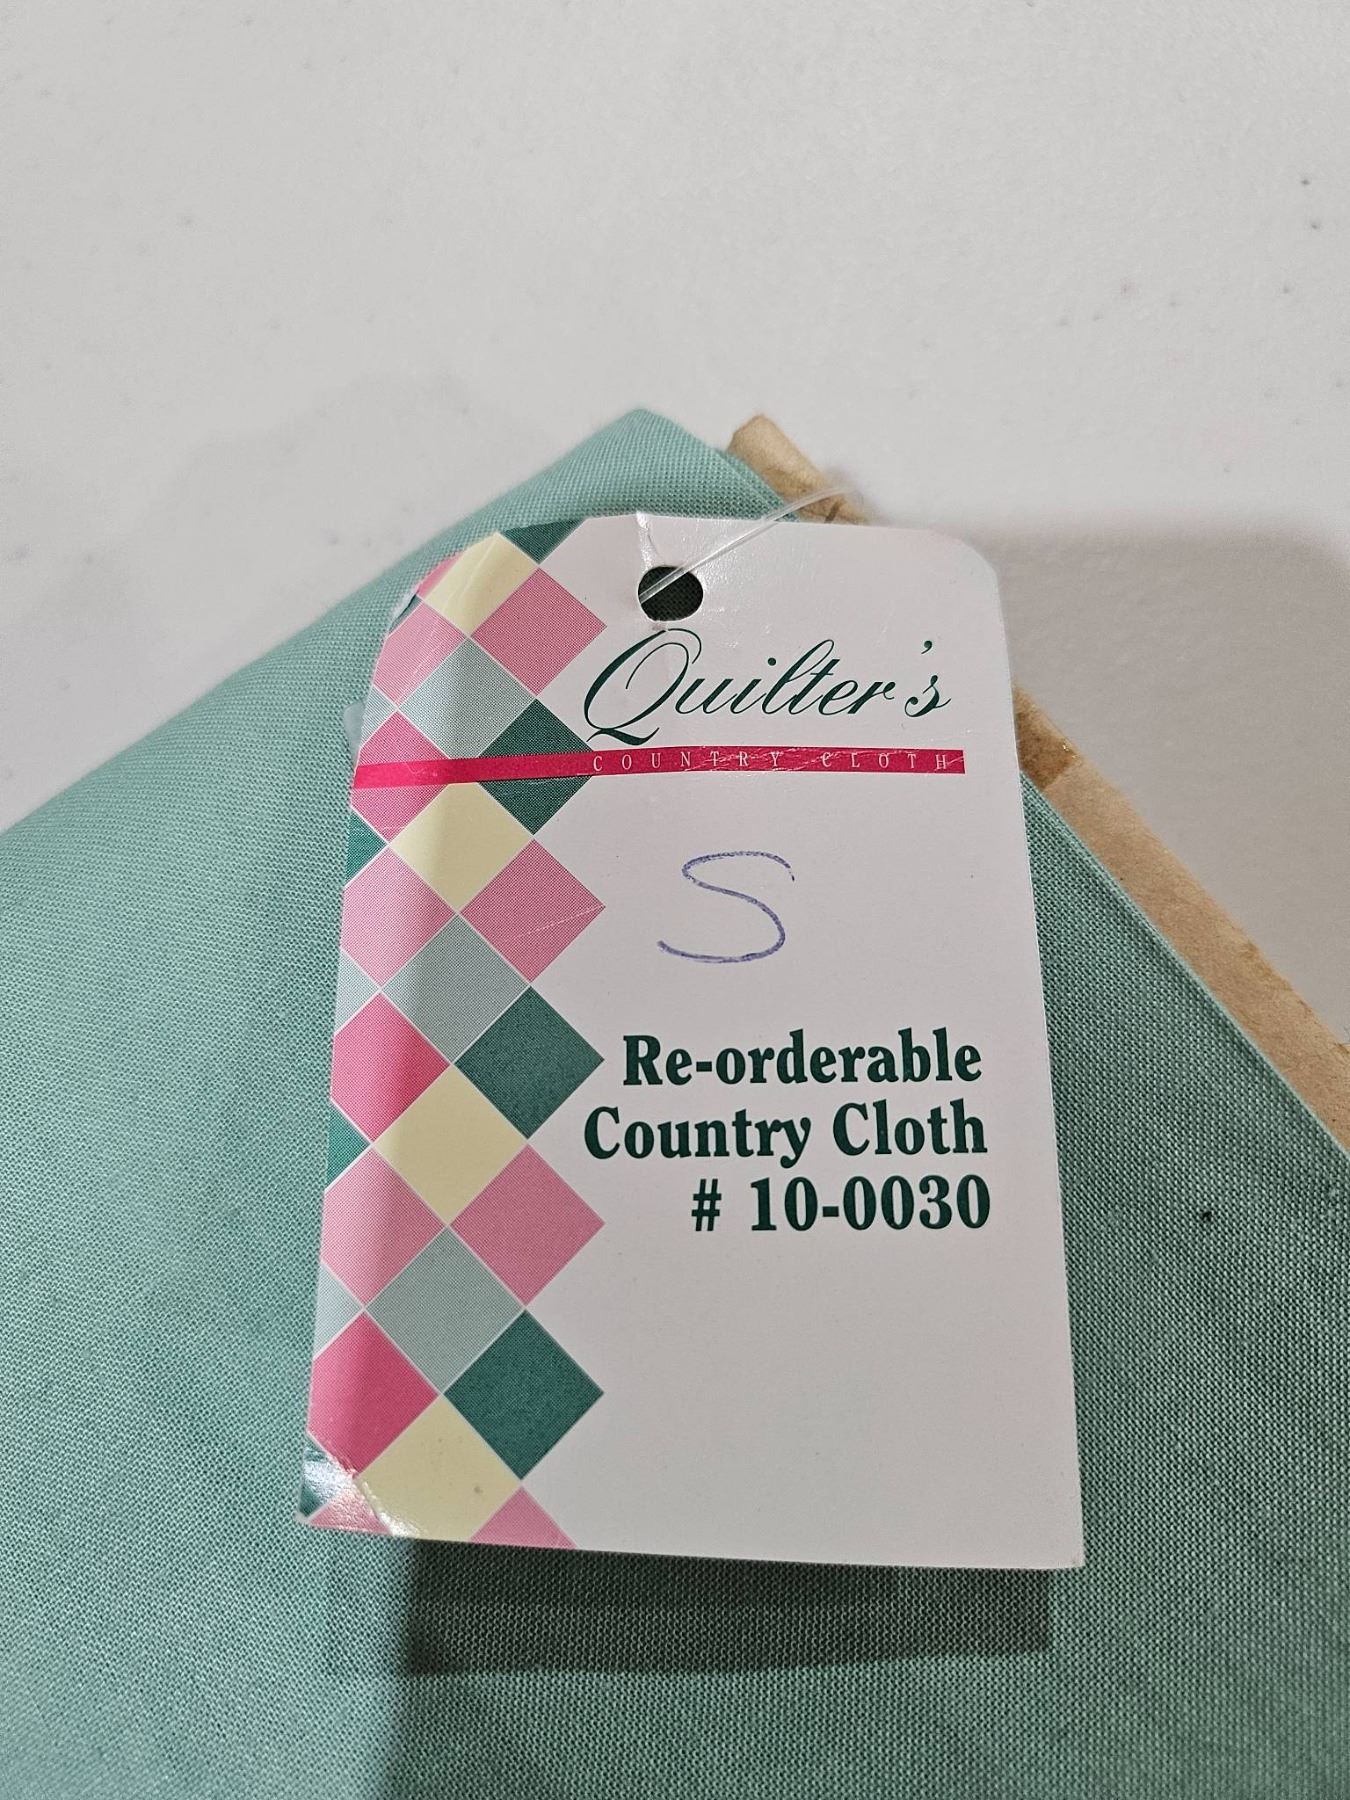 Quilter's
COUNTRY CLOTH
S
Re-orderable
Country Cloth
# 10-0030